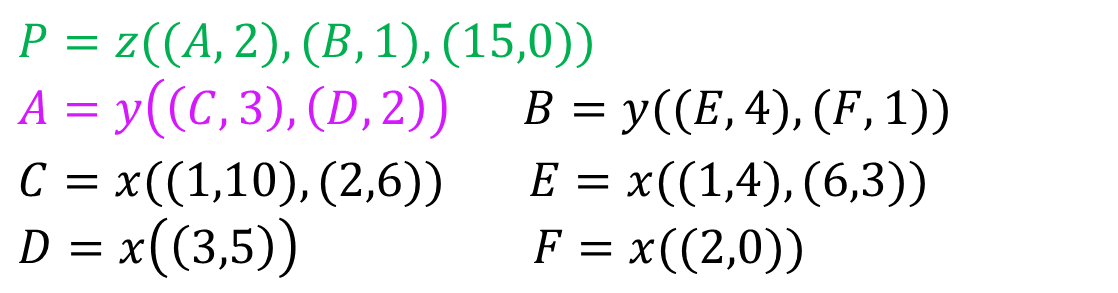 P = z((A, 2), (B, 1), (15,0))
A = y((C, 3), (D, 2)) B = y((E, 4), (F, 1))
C = x((1,10), (2,6)) E = x((1,4), (6,3))
D = x((3,5)) F = x((2,0))